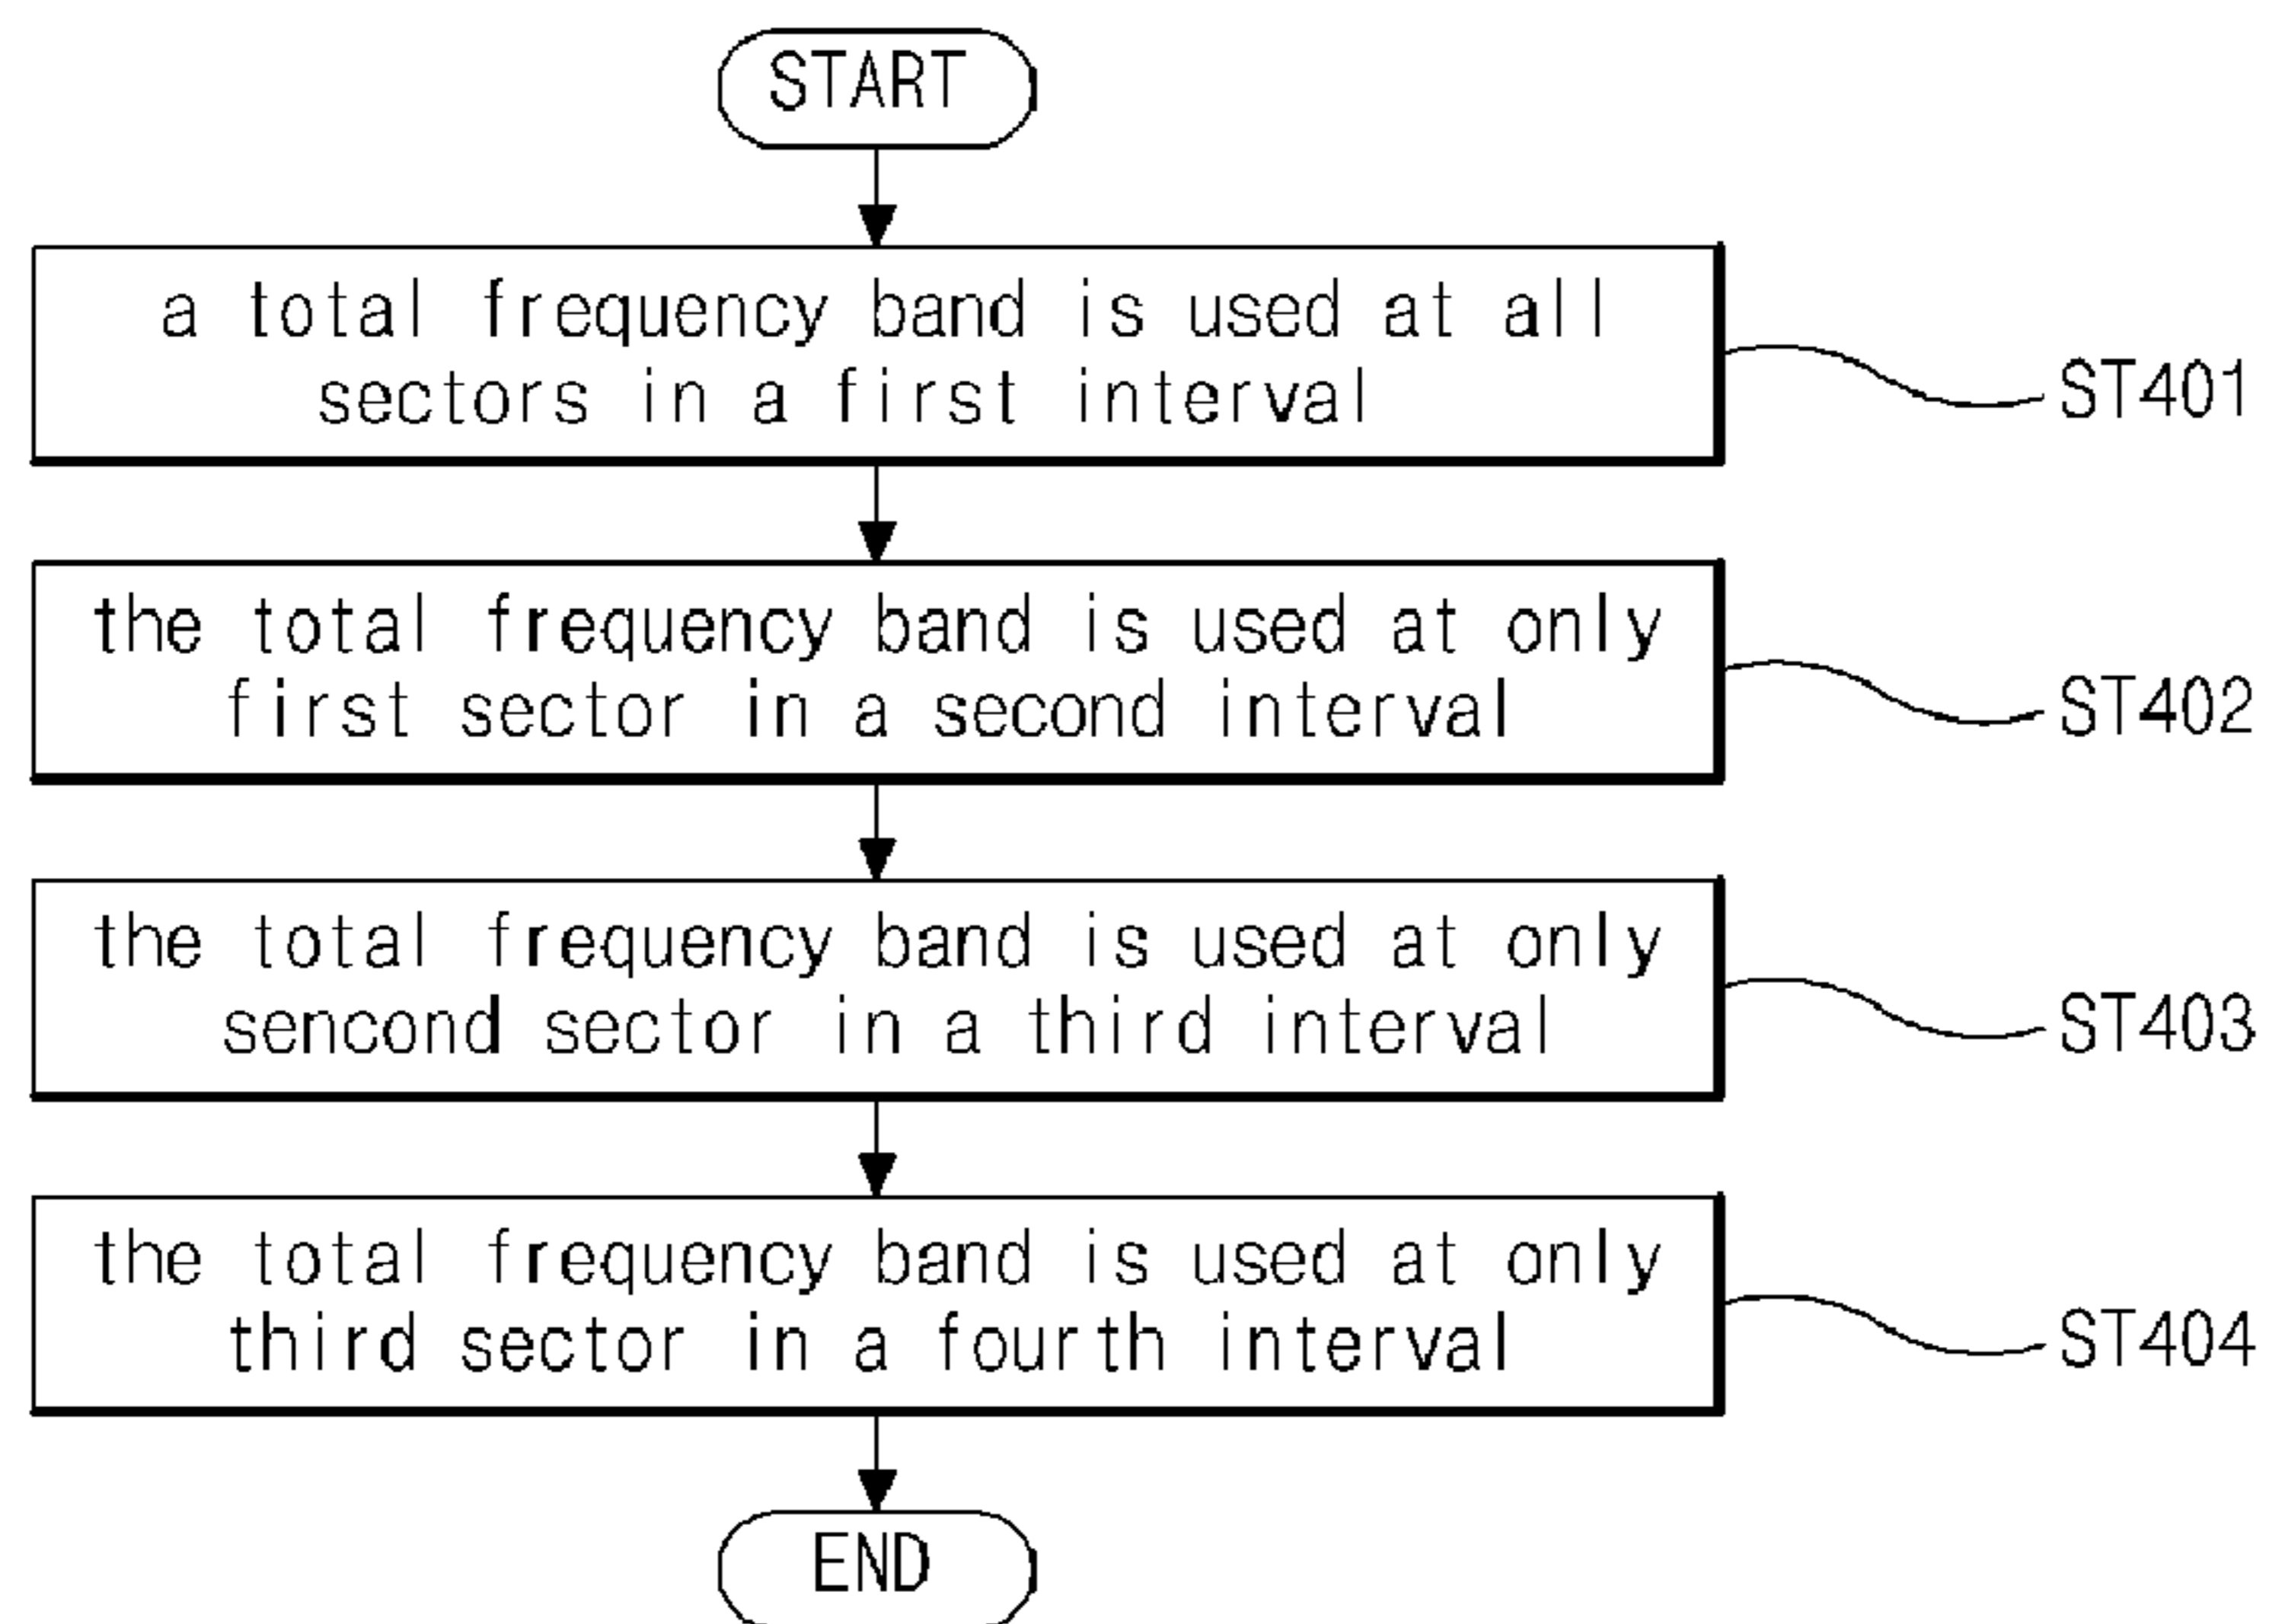 START
a total frequency band is used at all
sectors in a first interval
ST401
the total frequency band is used at only
first sector in a second interval
ST402
the total frequency band is used at only
sencond sector in a third interval
ST403
the total frequency band is used at only
third sector in a fourth interval
ST404
END